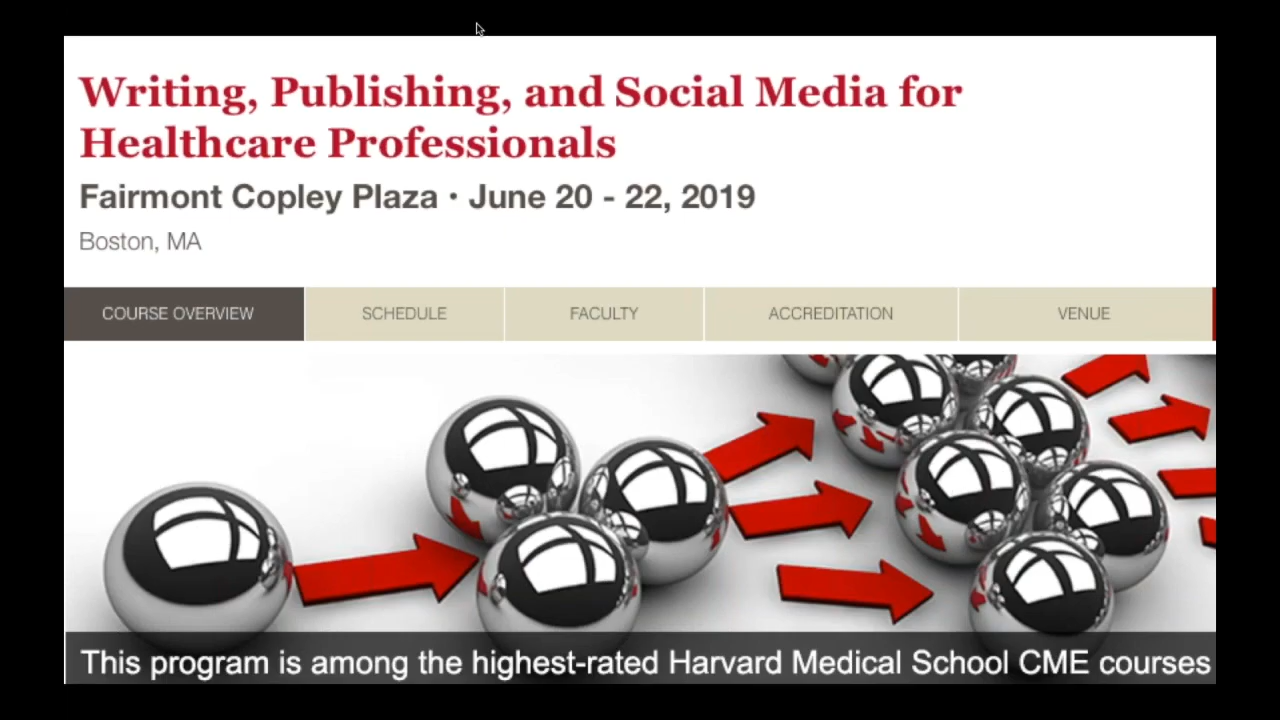 Writing, Publishing, and Social Media for
Healthcare Professionals
Fairmont Copley Plaza · June 20 - 22, 2019
Boston, MA
COURSE OVERVIEW
SCHEDULE
FACULTY
ACCREDITATION
VENUE
This program is among the highest-rated Harvard Medical School CME courses